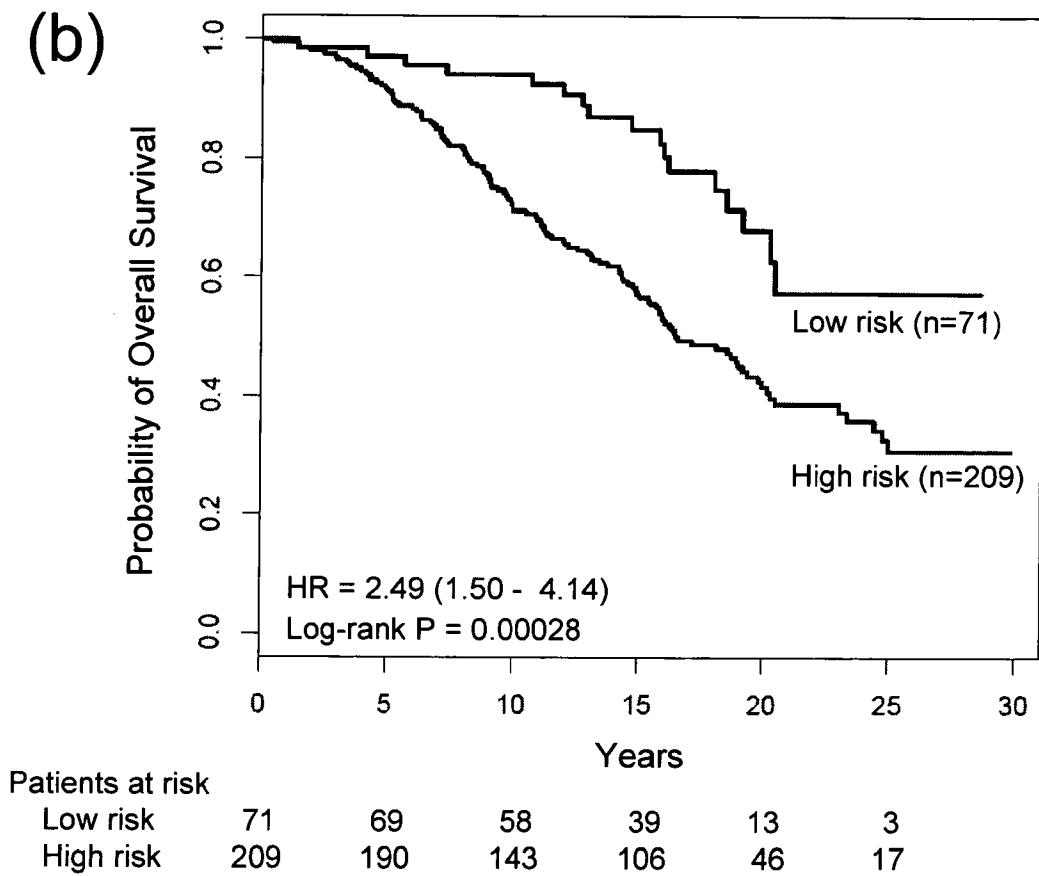 (b)
Probability of Overall Survival
1.0
0.8
0.6
0.4
0.2
0.0
Low risk (n=71)
High risk (n=209)
HR = 2.49 (1.50 - 4.14)
Log-rank P = 0.00028
0 5 10 15 20 25 30
Years
Patients at risk
Low risk 71 69 58 39 13 3
High risk 209 190 143 106 46 17